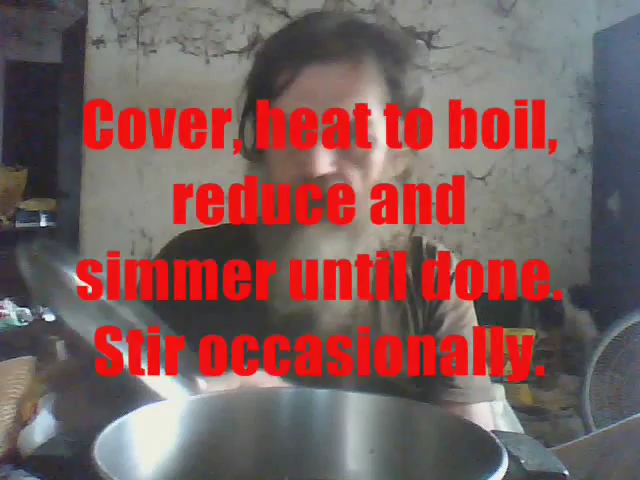 Cover, heat to boil,
reduce and
simmer until done.
Stir occasionally.